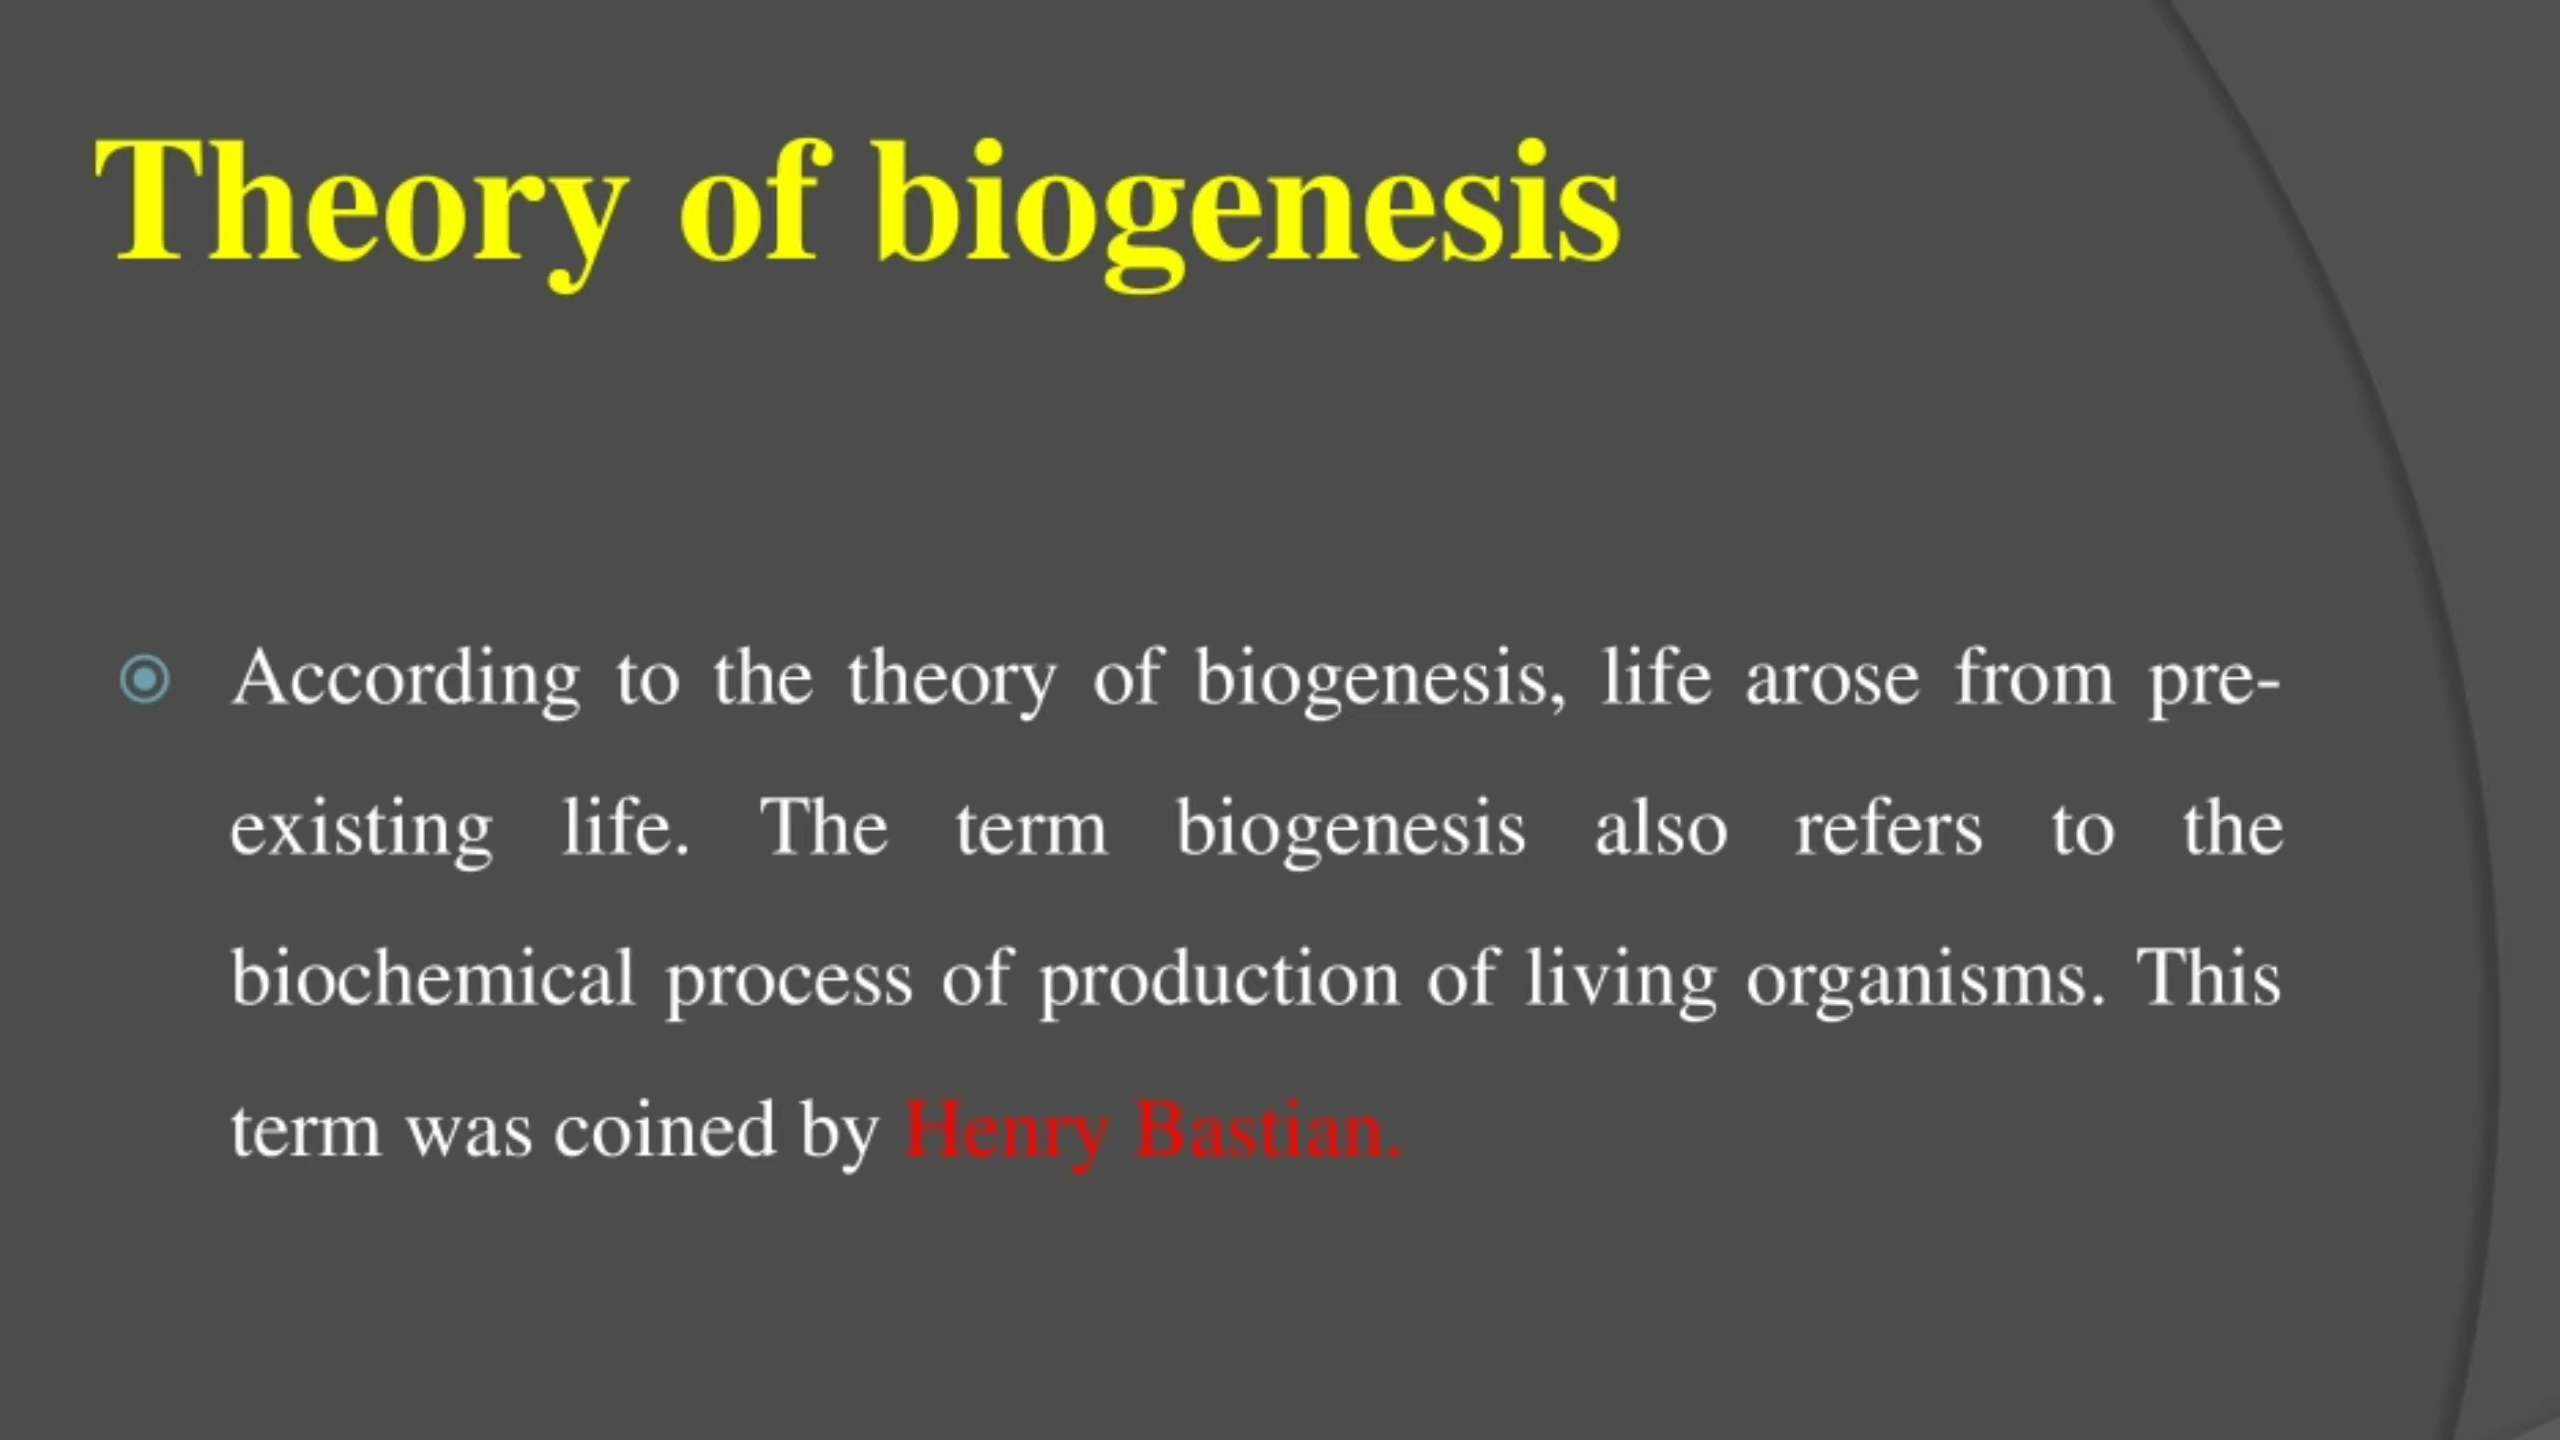 Theory of biogenesis
According to the theory of biogenesis, life arose from pre-
existing life. The term biogenesis also refers to the
biochemical process of production of living organisms. This
term was coined by Henry Bastian.